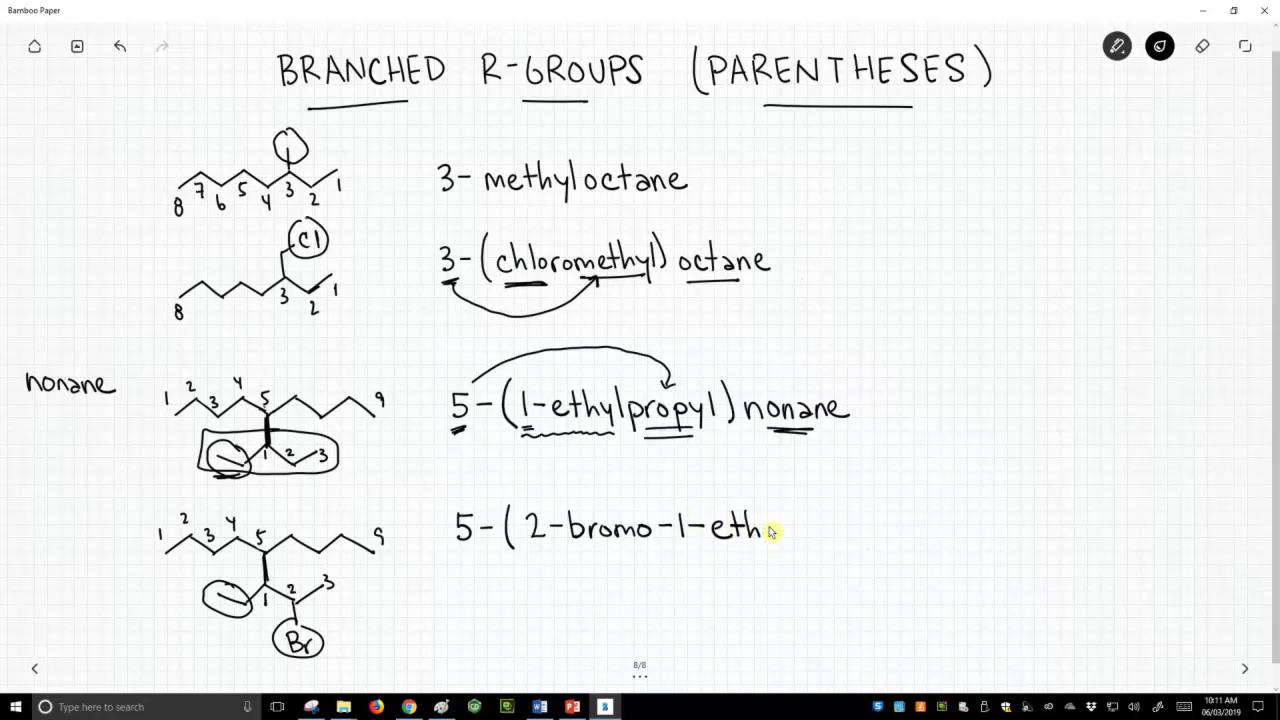 Bamboo Paper
BRANCHED R-GROUPS (PARENTHESES)
8 7 6 5 4 3 2 1
3-methyloctane
Cl
8 3 2 1
3-(chloromethyl)octane
nonane
1 2 3 4 5 9
1 2 3
5-(1-ethylpropyl)nonane
1 2 3 4 5 9
1 2 3
Br
5-(2-bromo-1-eth
8/8
Type here to search
10:11 AM
06/03/2019